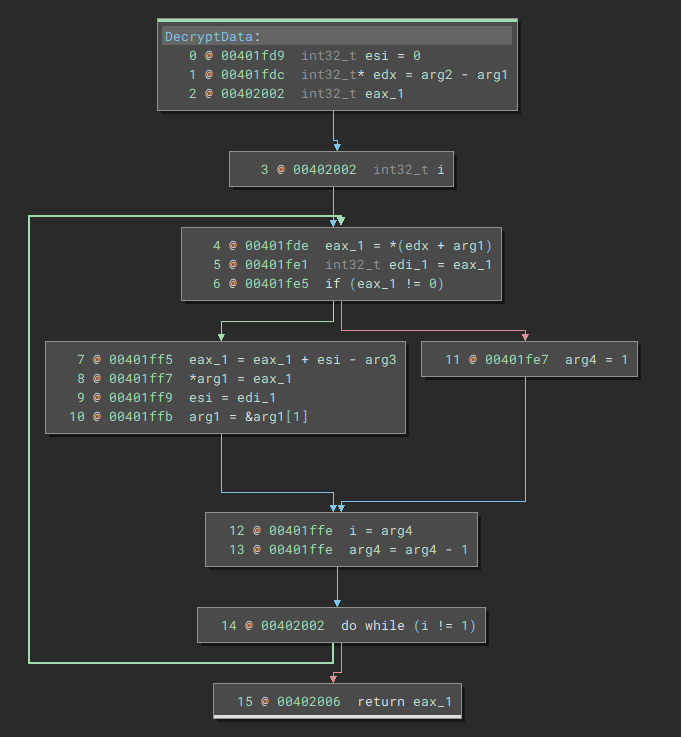 DecryptData:
0 @ 00401fd9 int32_t esi = 0
1 @ 00401fdc int32_t* edx = arg2 - arg1
2 @ 00402002 int32_t eax_1
3 @ 00402002 int32_t i
4 @ 00401fde eax_1 = *(edx + arg1)
5 @ 00401fe1 int32_t edi_1 = eax_1
6 @ 00401fe5 if (eax_1 != 0)
7 @ 00401ff5 eax_1 = eax_1 + esi - arg3
8 @ 00401ff7 *arg1 = eax_1
9 @ 00401ff9 esi = edi_1
10 @ 00401ffb arg1 = &arg1[1]
11 @ 00401fe7 arg4 = 1
12 @ 00401ffe i = arg4
13 @ 00401ffe arg4 = arg4 - 1
14 @ 00402002 do while (i != 1)
15 @ 00402006 return eax_1